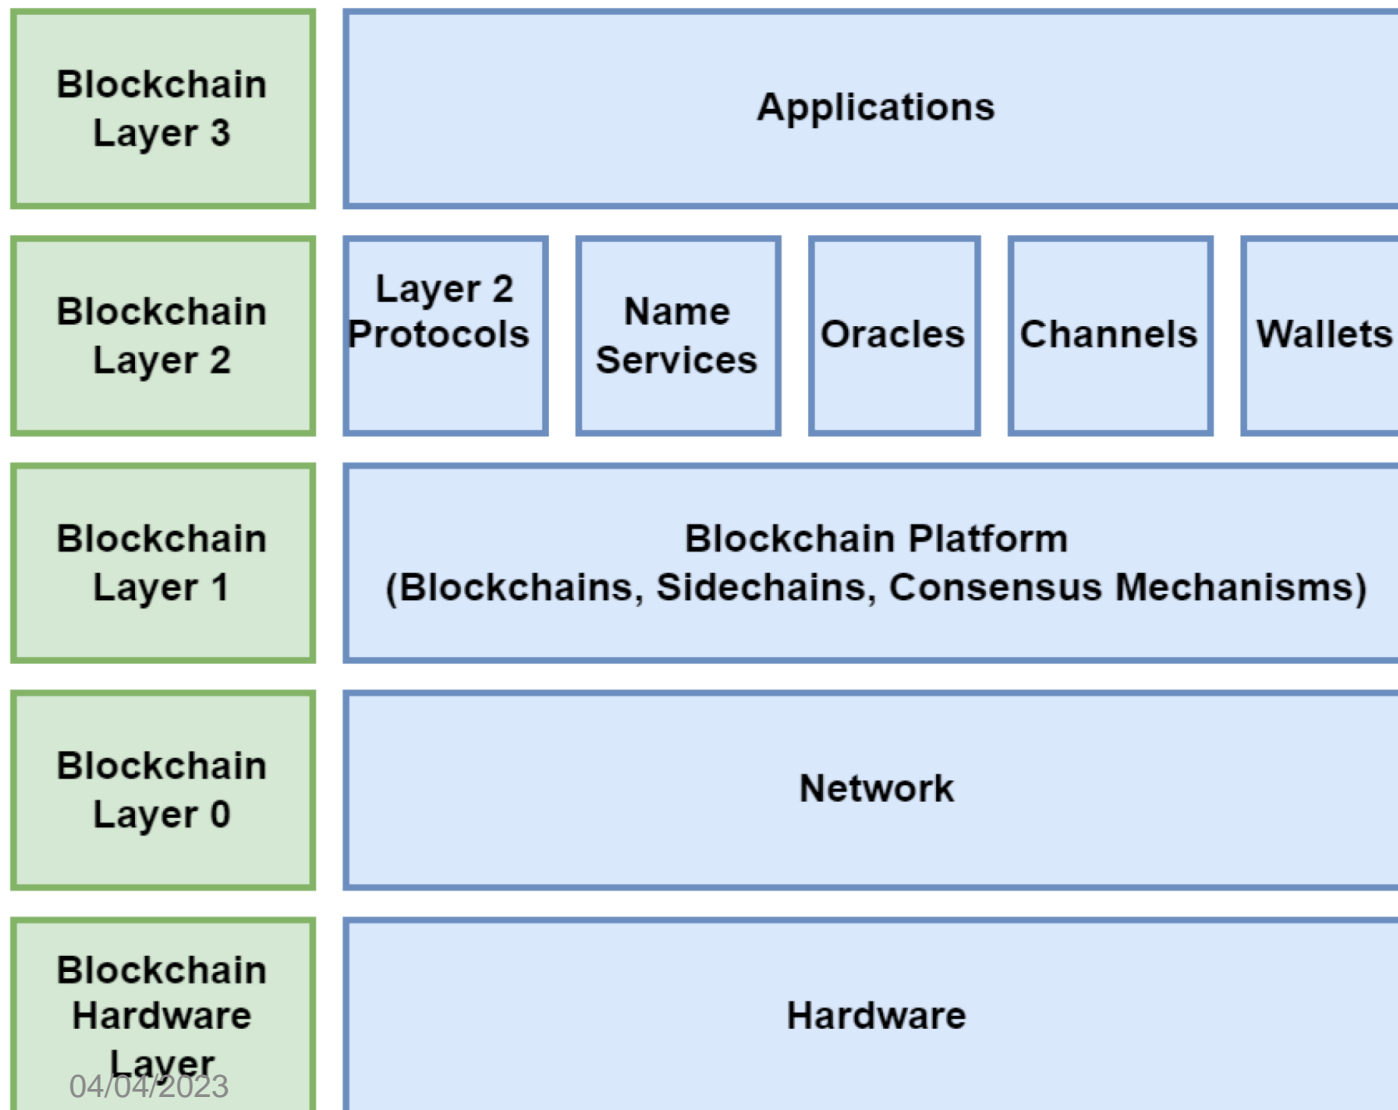 Blockchain
Layer 3
Applications
Blockchain
Layer 2
Layer 2
Protocols
Name
Services
Oracles
Channels
Wallets
Blockchain
Layer 1
Blockchain Platform
(Blockchains, Sidechains, Consensus Mechanisms)
Blockchain
Layer 0
Network
Blockchain
Hardware
Layer
Hardware
04/04/2023